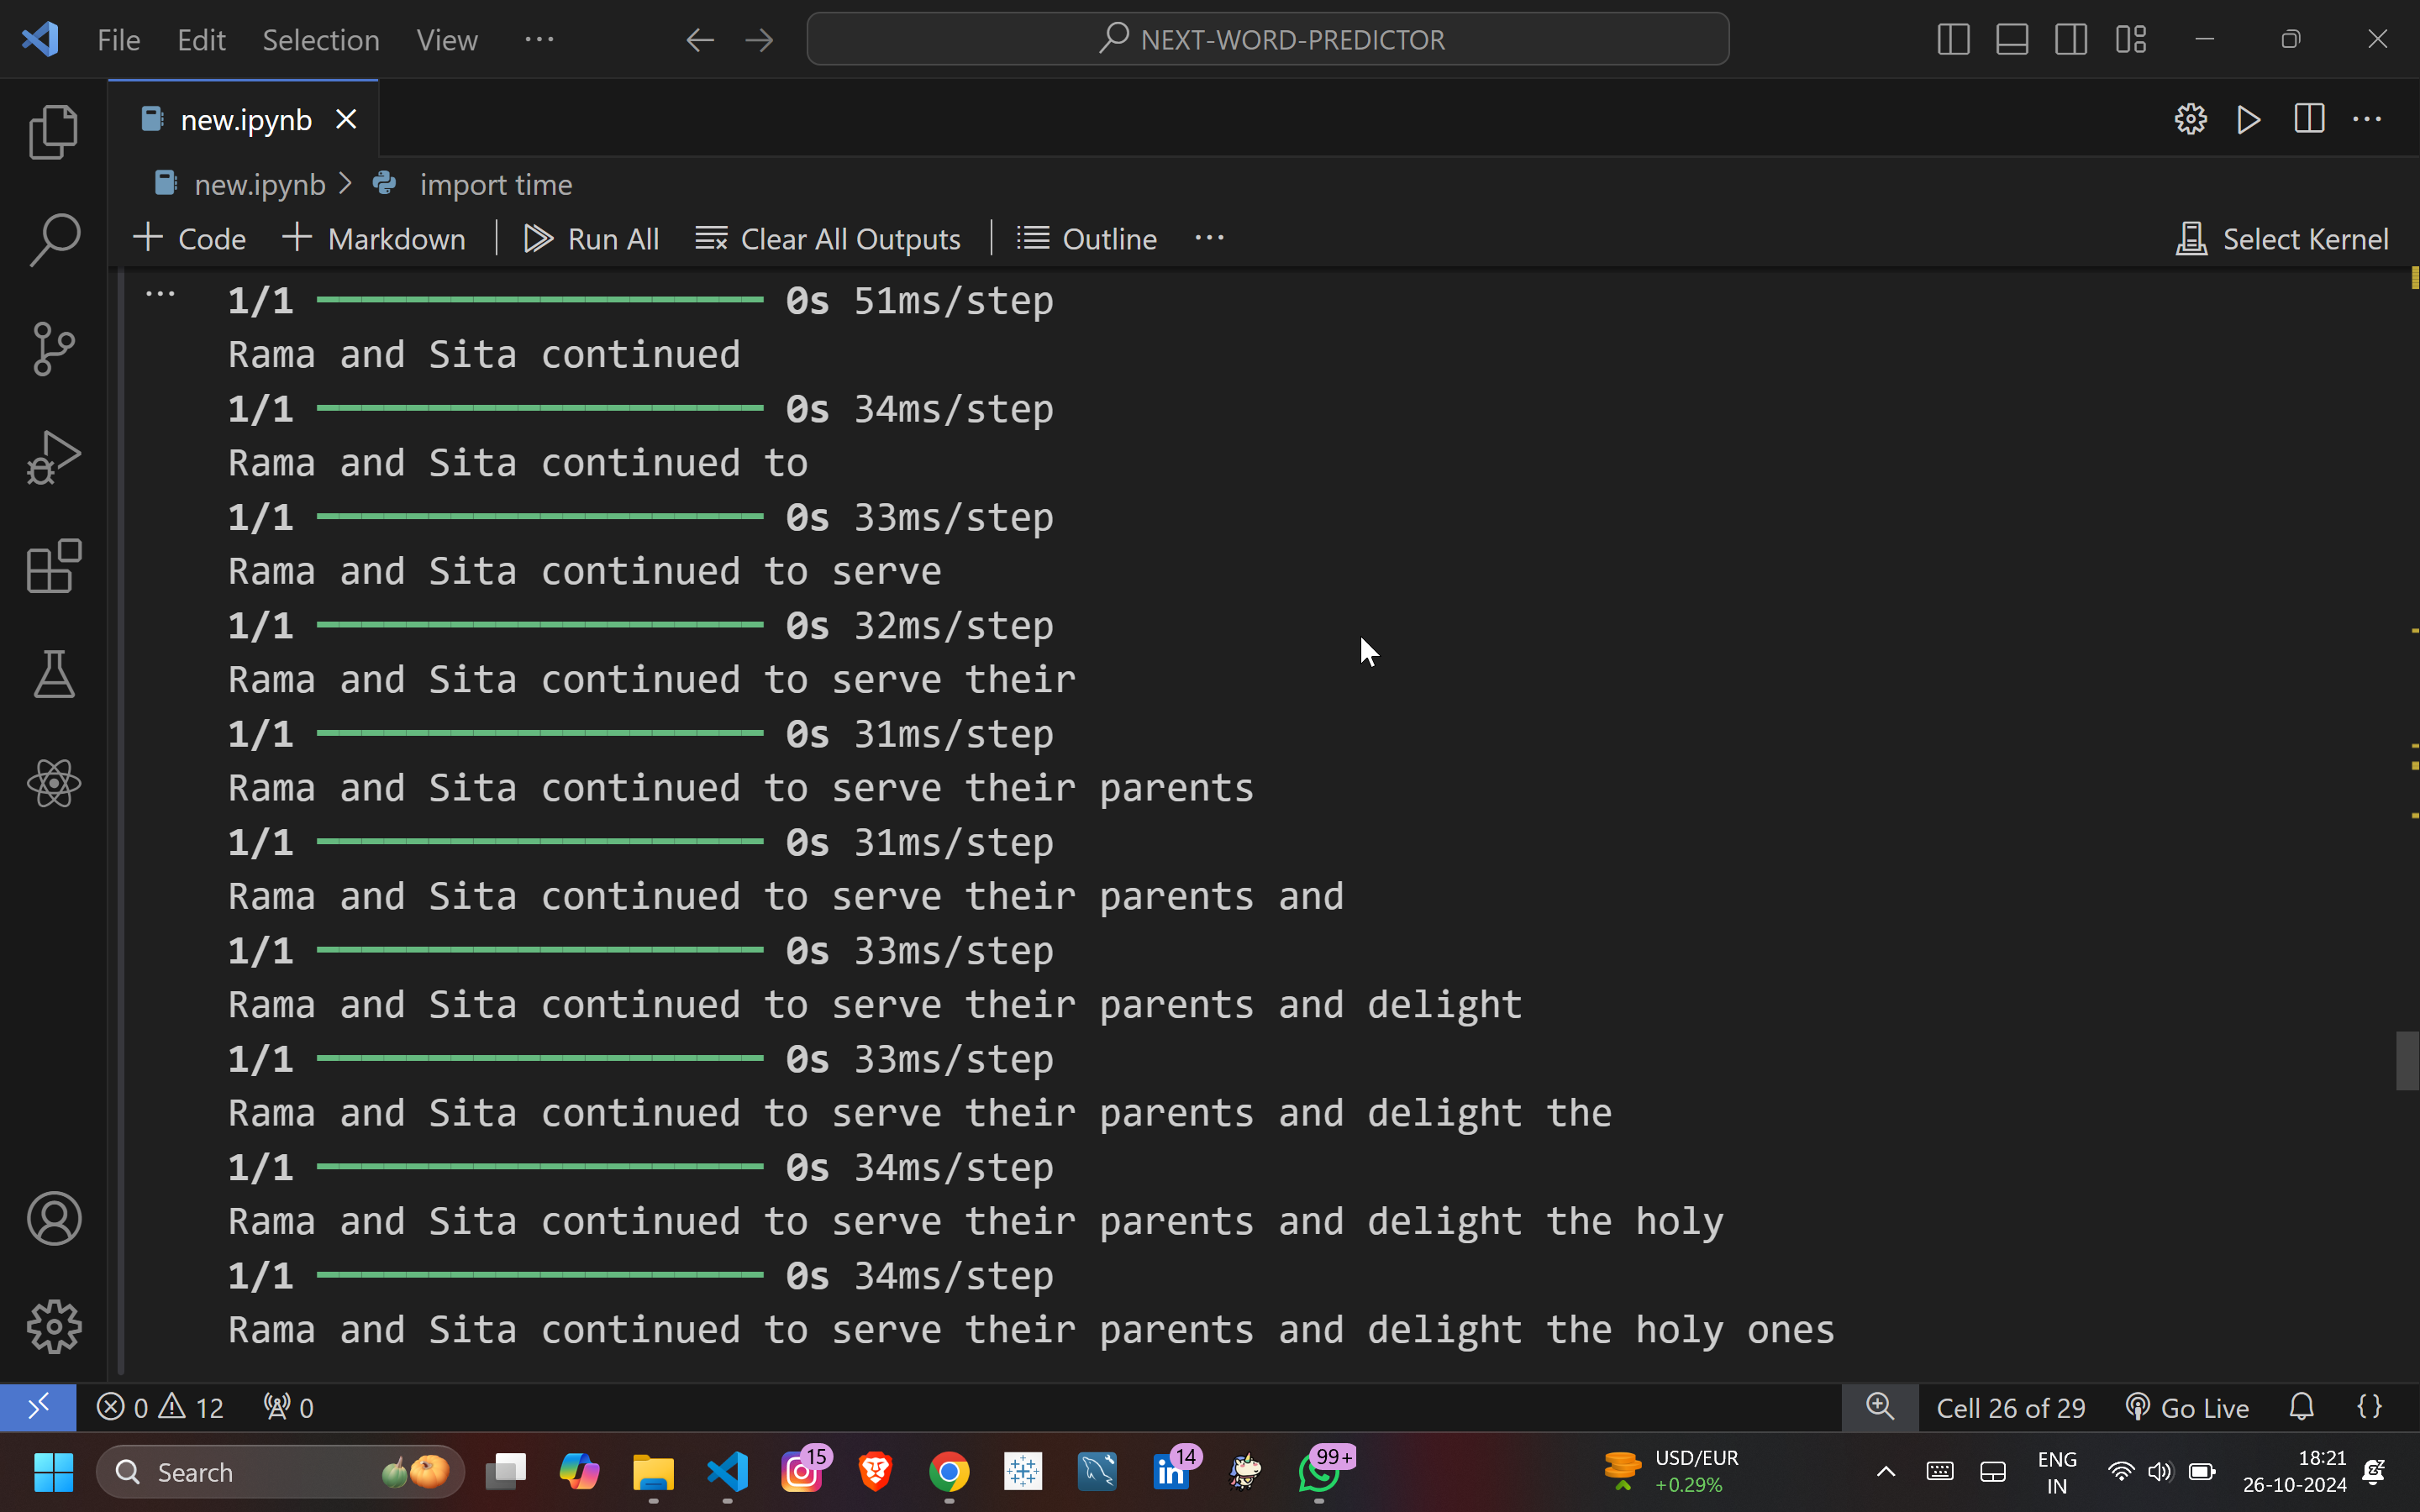 File Edit Selection View ··· NEXT-WORD-PREDICTOR
new.ipynb
new.ipynb > import time
+ Code + Markdown Run All Clear All Outputs Outline ··· Select Kernel
1/1 0s 51ms/step
Rama and Sita continued
1/1 0s 34ms/step
Rama and Sita continued to
1/1 0s 33ms/step
Rama and Sita continued to serve
1/1 0s 32ms/step
Rama and Sita continued to serve their
1/1 0s 31ms/step
Rama and Sita continued to serve their parents
1/1 0s 31ms/step
Rama and Sita continued to serve their parents and
1/1 0s 33ms/step
Rama and Sita continued to serve their parents and delight
1/1 0s 33ms/step
Rama and Sita continued to serve their parents and delight the
1/1 0s 34ms/step
Rama and Sita continued to serve their parents and delight the holy
1/1 0s 34ms/step
Rama and Sita continued to serve their parents and delight the holy ones
0 12 0 Cell 26 of 29 Go Live {}
Search 15 14 99+ USD/EUR ENG 18:21
+0.29% IN 26-10-2024